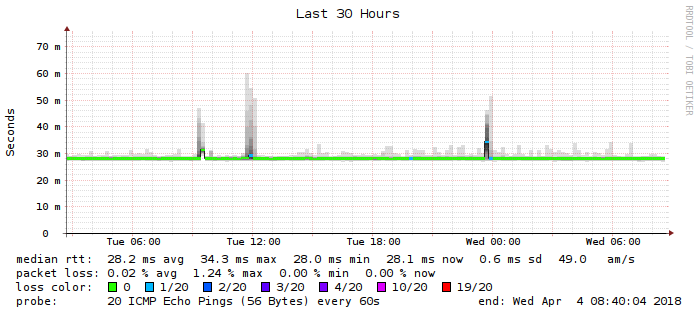 Last 30 Hours
RRDTOOL / TOBI OETIKER
Seconds
70 m
60 m
50 m
40 m
30 m
20 m
10 m
0
Tue 06:00 Tue 12:00 Tue 18:00 Wed 00:00 Wed 06:00
median rtt: 28.2 ms avg 34.3 ms max 28.0 ms min 28.1 ms now 0.6 ms sd 49.0 am/s
packet loss: 0.02 % avg 1.24 % max 0.00 % min 0.00 % now
loss color: 0 1/20 2/20 3/20 4/20 10/20 19/20
probe: 20 ICMP Echo Pings (56 Bytes) every 60s end: Wed Apr 4 08:40:04 2018